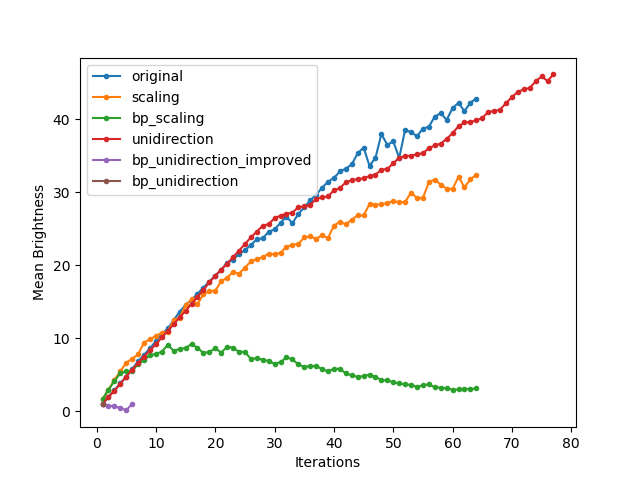 original
scaling
bp_scaling
unidirection
bp_unidirection_improved
bp_unidirection
Mean Brightness
40
30
20
10
0
0 10 20 30 40 50 60 70 80
Iterations